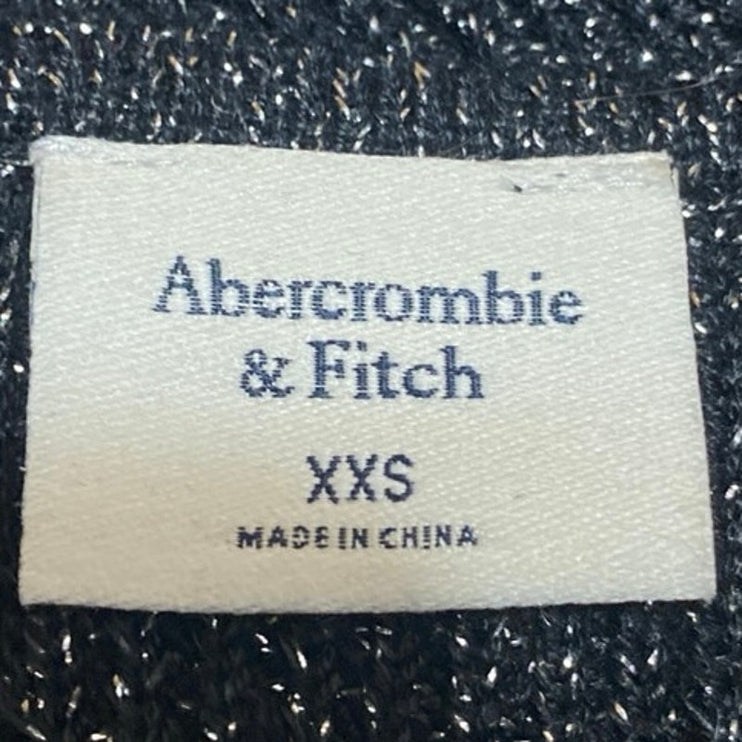 Abercrombie
& Fitch
XXS
MADE IN CHINA